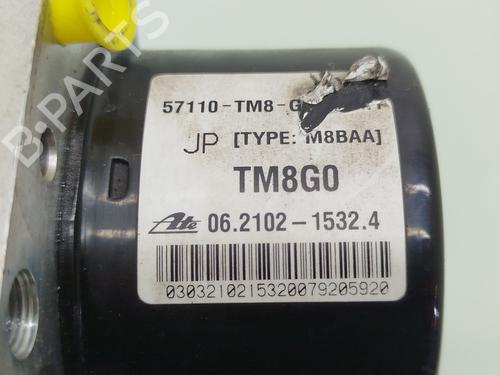 57110-TM8-G
JP [TYPE: M8BAA]
TM8G0
Ate 06.2102-1532.4
0303210215320079205920
B-PARTS